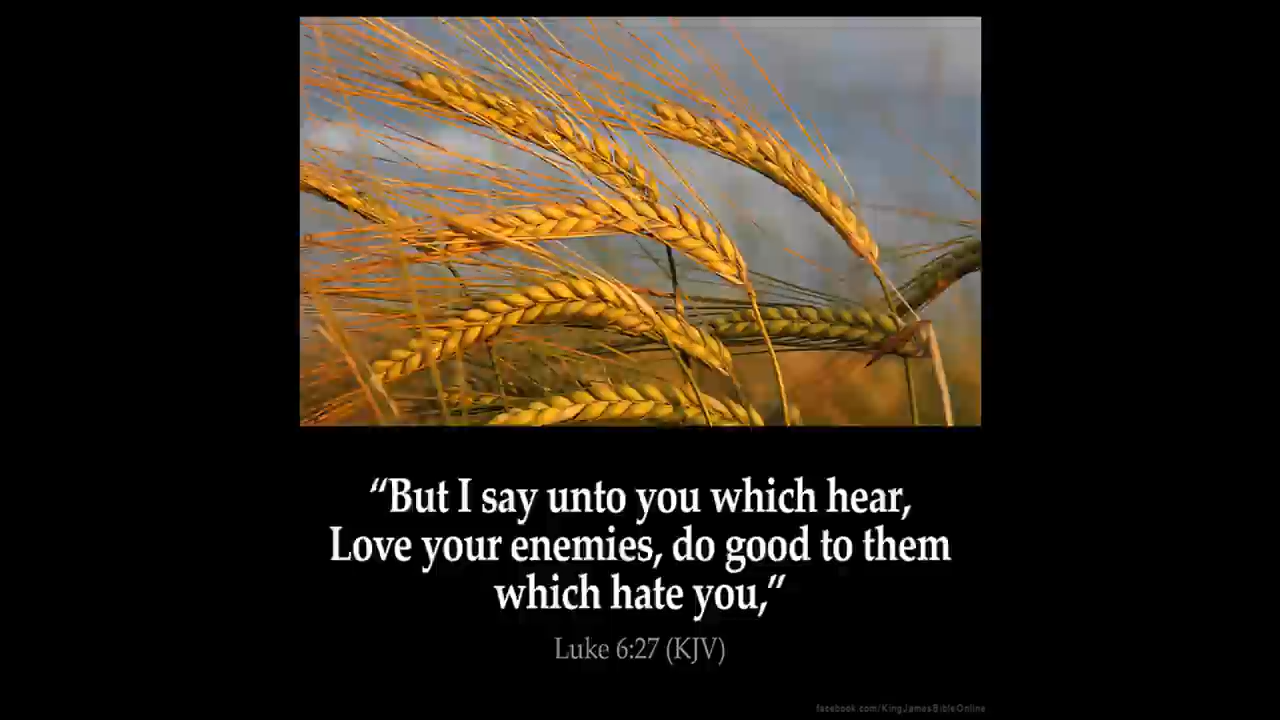 “But I say unto you which hear,
Love your enemies, do good to them
which hate you,”
Luke 6:27 (KJV)
facebook.com/KingJamesBibleOnline